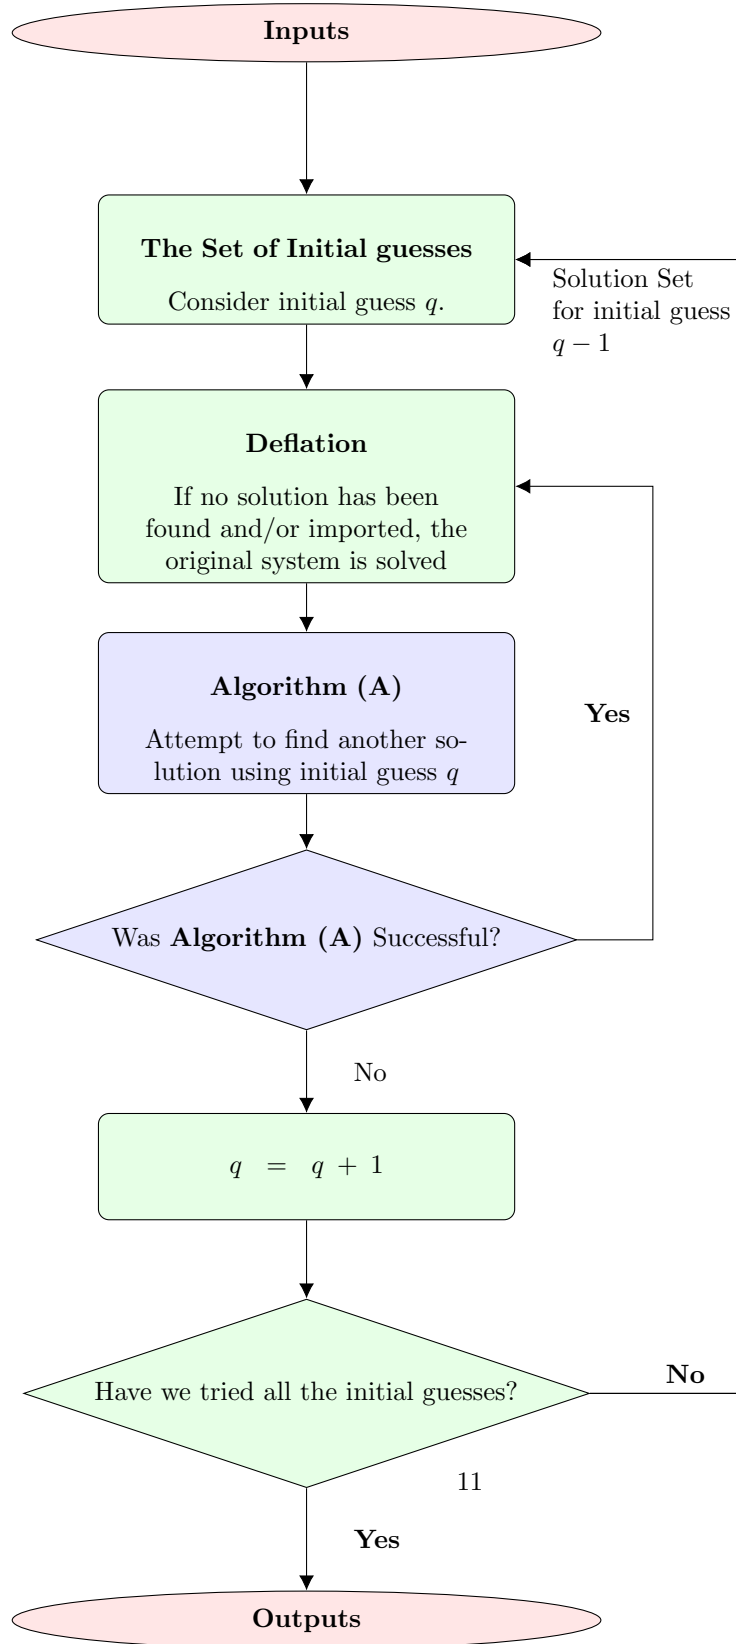 Inputs
The Set of Initial guesses
Consider initial guess q.
Solution Set
for initial guess
q − 1
Deflation
If no solution has been
found and/or imported, the
original system is solved
Algorithm (A)
Attempt to find another so-
lution using initial guess q
Yes
Was Algorithm (A) Successful?
No
q = q + 1
Have we tried all the initial guesses?
No
11
Yes
Outputs